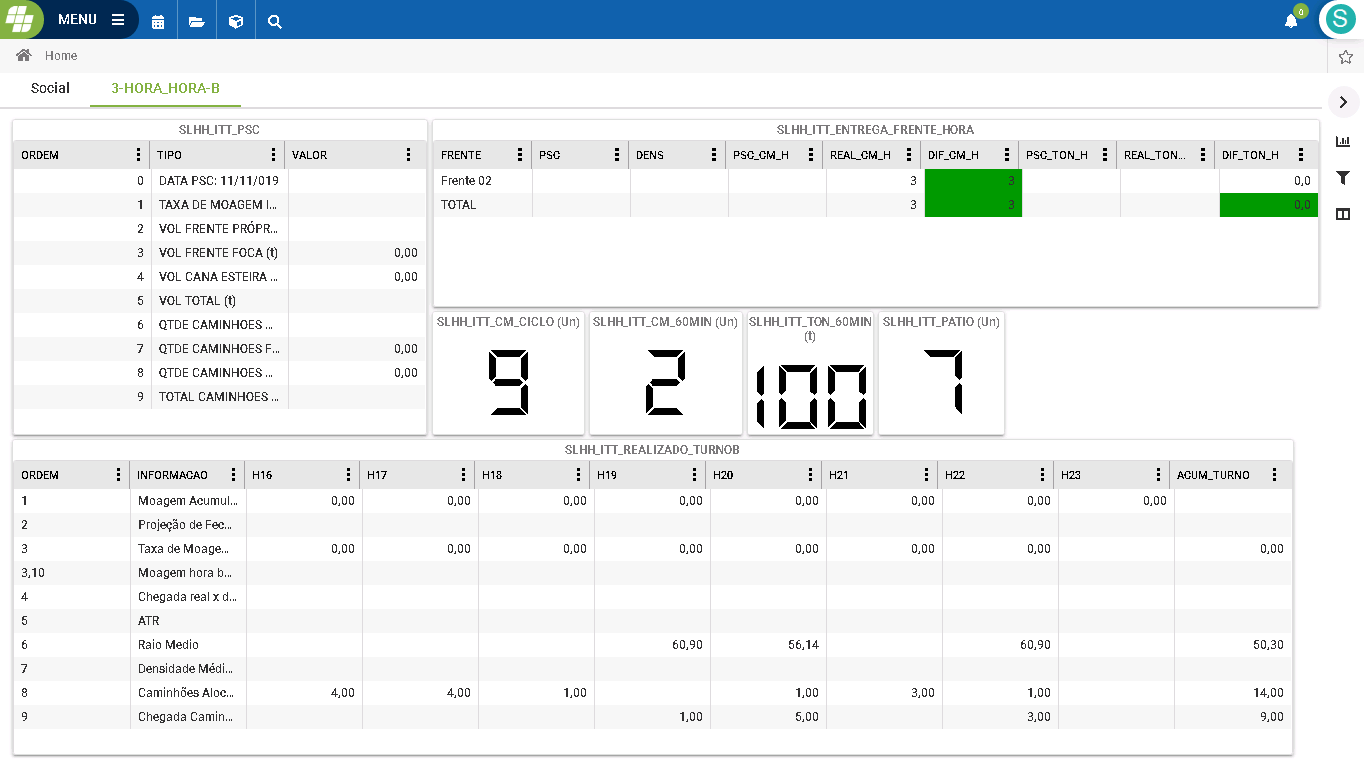 MENU
0
S
Home
Social 3-HORA_HORA-B
SLHH_ITT_PSC
ORDEM TIPO VALOR
0 DATA PSC: 11/11/019
1 TAXA DE MOAGEM I...
2 VOL FRENTE PRÓPR...
3 VOL FRENTE FOCA (t) 0,00
4 VOL CANA ESTEIRA ... 0,00
5 VOL TOTAL (t)
6 QTDE CAMINHOES ...
7 QTDE CAMINHOES F... 0,00
8 QTDE CAMINHOES ... 0,00
9 TOTAL CAMINHOES ...
SLHH_ITT_ENTREGA_FRENTE_HORA
FRENTE PSC DENS PSC_CM_H REAL_CM_H DIF_CM_H PSC_TON_H REAL_TON... DIF_TON_H
Frente 02 3 3 0,0
TOTAL 3 3 0,0
SLHH_ITT_CM_CICLO (Un)
9
SLHH_ITT_CM_60MIN (Un)
2
SLHH_ITT_TON_60MIN
(t)
100
SLHH_ITT_PATIO (Un)
7
SLHH_ITT_REALIZADO_TURNOB
ORDEM INFORMACAO H16 H17 H18 H19 H20 H21 H22 H23 ACUM_TURNO
1 Moagem Acumul... 0,00 0,00 0,00 0,00 0,00 0,00 0,00 0,00
2 Projeção de Fec...
3 Taxa de Moage... 0,00 0,00 0,00 0,00 0,00 0,00 0,00 0,00
3,10 Moagem hora b...
4 Chegada real x d...
5 ATR
6 Raio Medio 60,90 56,14 60,90 50,30
7 Densidade Médi...
8 Caminhões Aloc... 4,00 4,00 1,00 1,00 3,00 1,00 14,00
9 Chegada Camin... 1,00 5,00 3,00 9,00